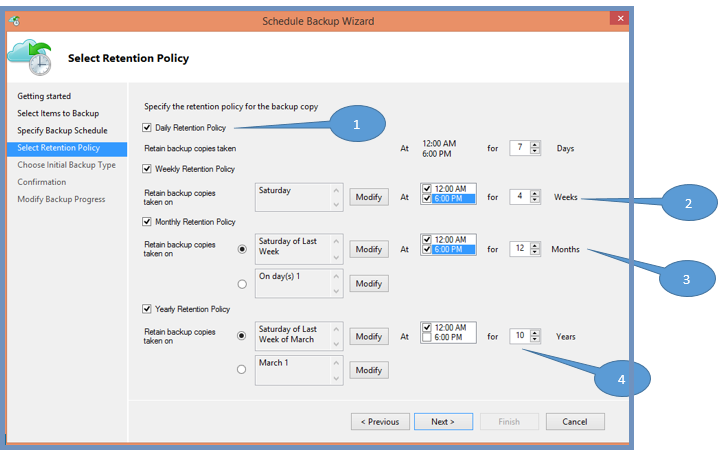 Schedule Backup Wizard
x
Select Retention Policy
Getting started
Select Items to Backup
Specify Backup Schedule
Select Retention Policy
Choose Initial Backup Type
Confirmation
Modify Backup Progress
Specify the retention policy for the backup copy
Daily Retention Policy
1
Retain backup copies taken
At
12:00 AM
6:00 PM
for
7
Days
Weekly Retention Policy
Retain backup copies
taken on
Saturday
Modify
At
12:00 AM
6:00 PM
for
4
Weeks
2
Monthly Retention Policy
Retain backup copies
taken on
Saturday of Last
Week
Modify
At
12:00 AM
6:00 PM
for
12
Months
3
On day(s) 1
Modify
Yearly Retention Policy
Retain backup copies
taken on
Saturday of Last
Week of March
Modify
At
12:00 AM
6:00 PM
for
10
Years
4
March 1
Modify
< Previous
Next >
Finish
Cancel